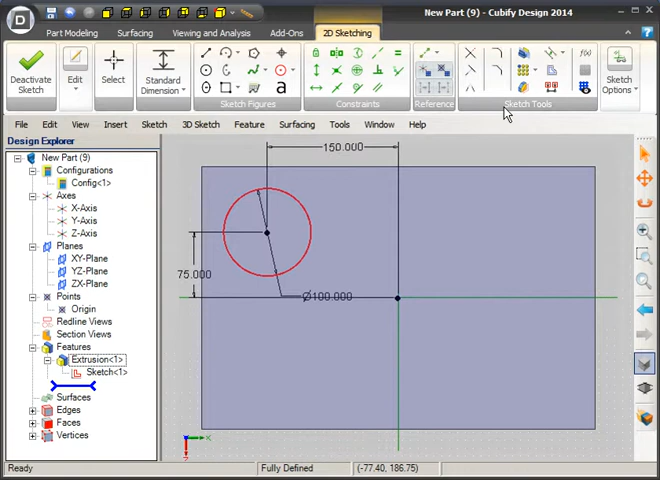 New Part (9) - Cubify Design 2014
Part Modeling
Surfacing
Viewing and Analysis
Add-Ons
2D Sketching
Deactivate Sketch
Edit
Select
Standard Dimension
f(x)
Sketch Options
Sketch Figures
Constraints
Reference
Sketch Tools
File
Edit
View
Insert
Sketch
3D Sketch
Feature
Surfacing
Tools
Window
Help
Design Explorer
New Part (9)
Configurations
Config<1>
Axes
X-Axis
Y-Axis
Z-Axis
Planes
XY-Plane
YZ-Plane
ZX-Plane
Points
Origin
Redline Views
Section Views
Features
Extrusion<1>
Sketch<1>
Surfaces
Edges
Faces
Vertices
150.000
75.000
Ø100.000
X
Ready
Fully Defined
(-77.40, 186.75)